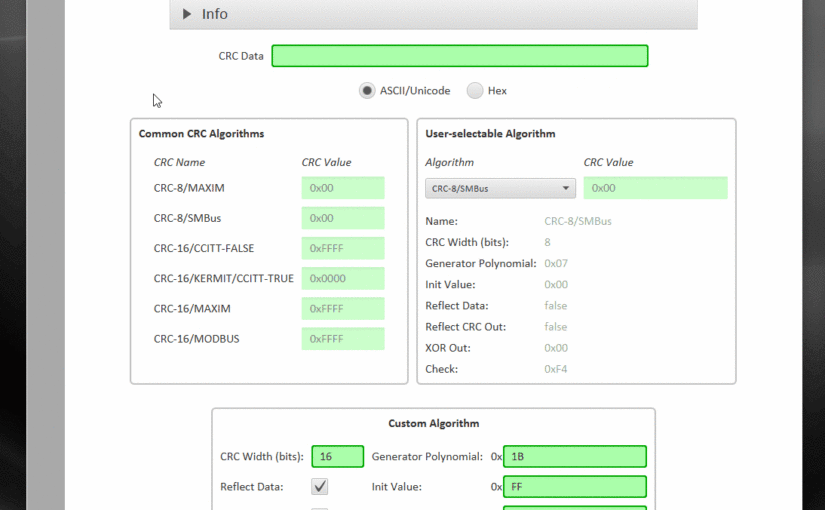 Info
CRC Data
ASCII/Unicode Hex
Common CRC Algorithms
CRC Name CRC Value
CRC-8/MAXIM 0x00
CRC-8/SMBus 0x00
CRC-16/CCITT-FALSE 0xFFFF
CRC-16/KERMIT/CCITT-TRUE 0x0000
CRC-16/MAXIM 0xFFFF
CRC-16/MODBUS 0xFFFF
User-selectable Algorithm
Algorithm CRC Value
CRC-8/SMBus 0x00
Name: CRC-8/SMBus
CRC Width (bits): 8
Generator Polynomial: 0x07
Init Value: 0x00
Reflect Data: false
Reflect CRC Out: false
XOR Out: 0x00
Check: 0xF4
Custom Algorithm
CRC Width (bits): 16 Generator Polynomial: 0x 1B
Reflect Data: Init Value: 0x FF